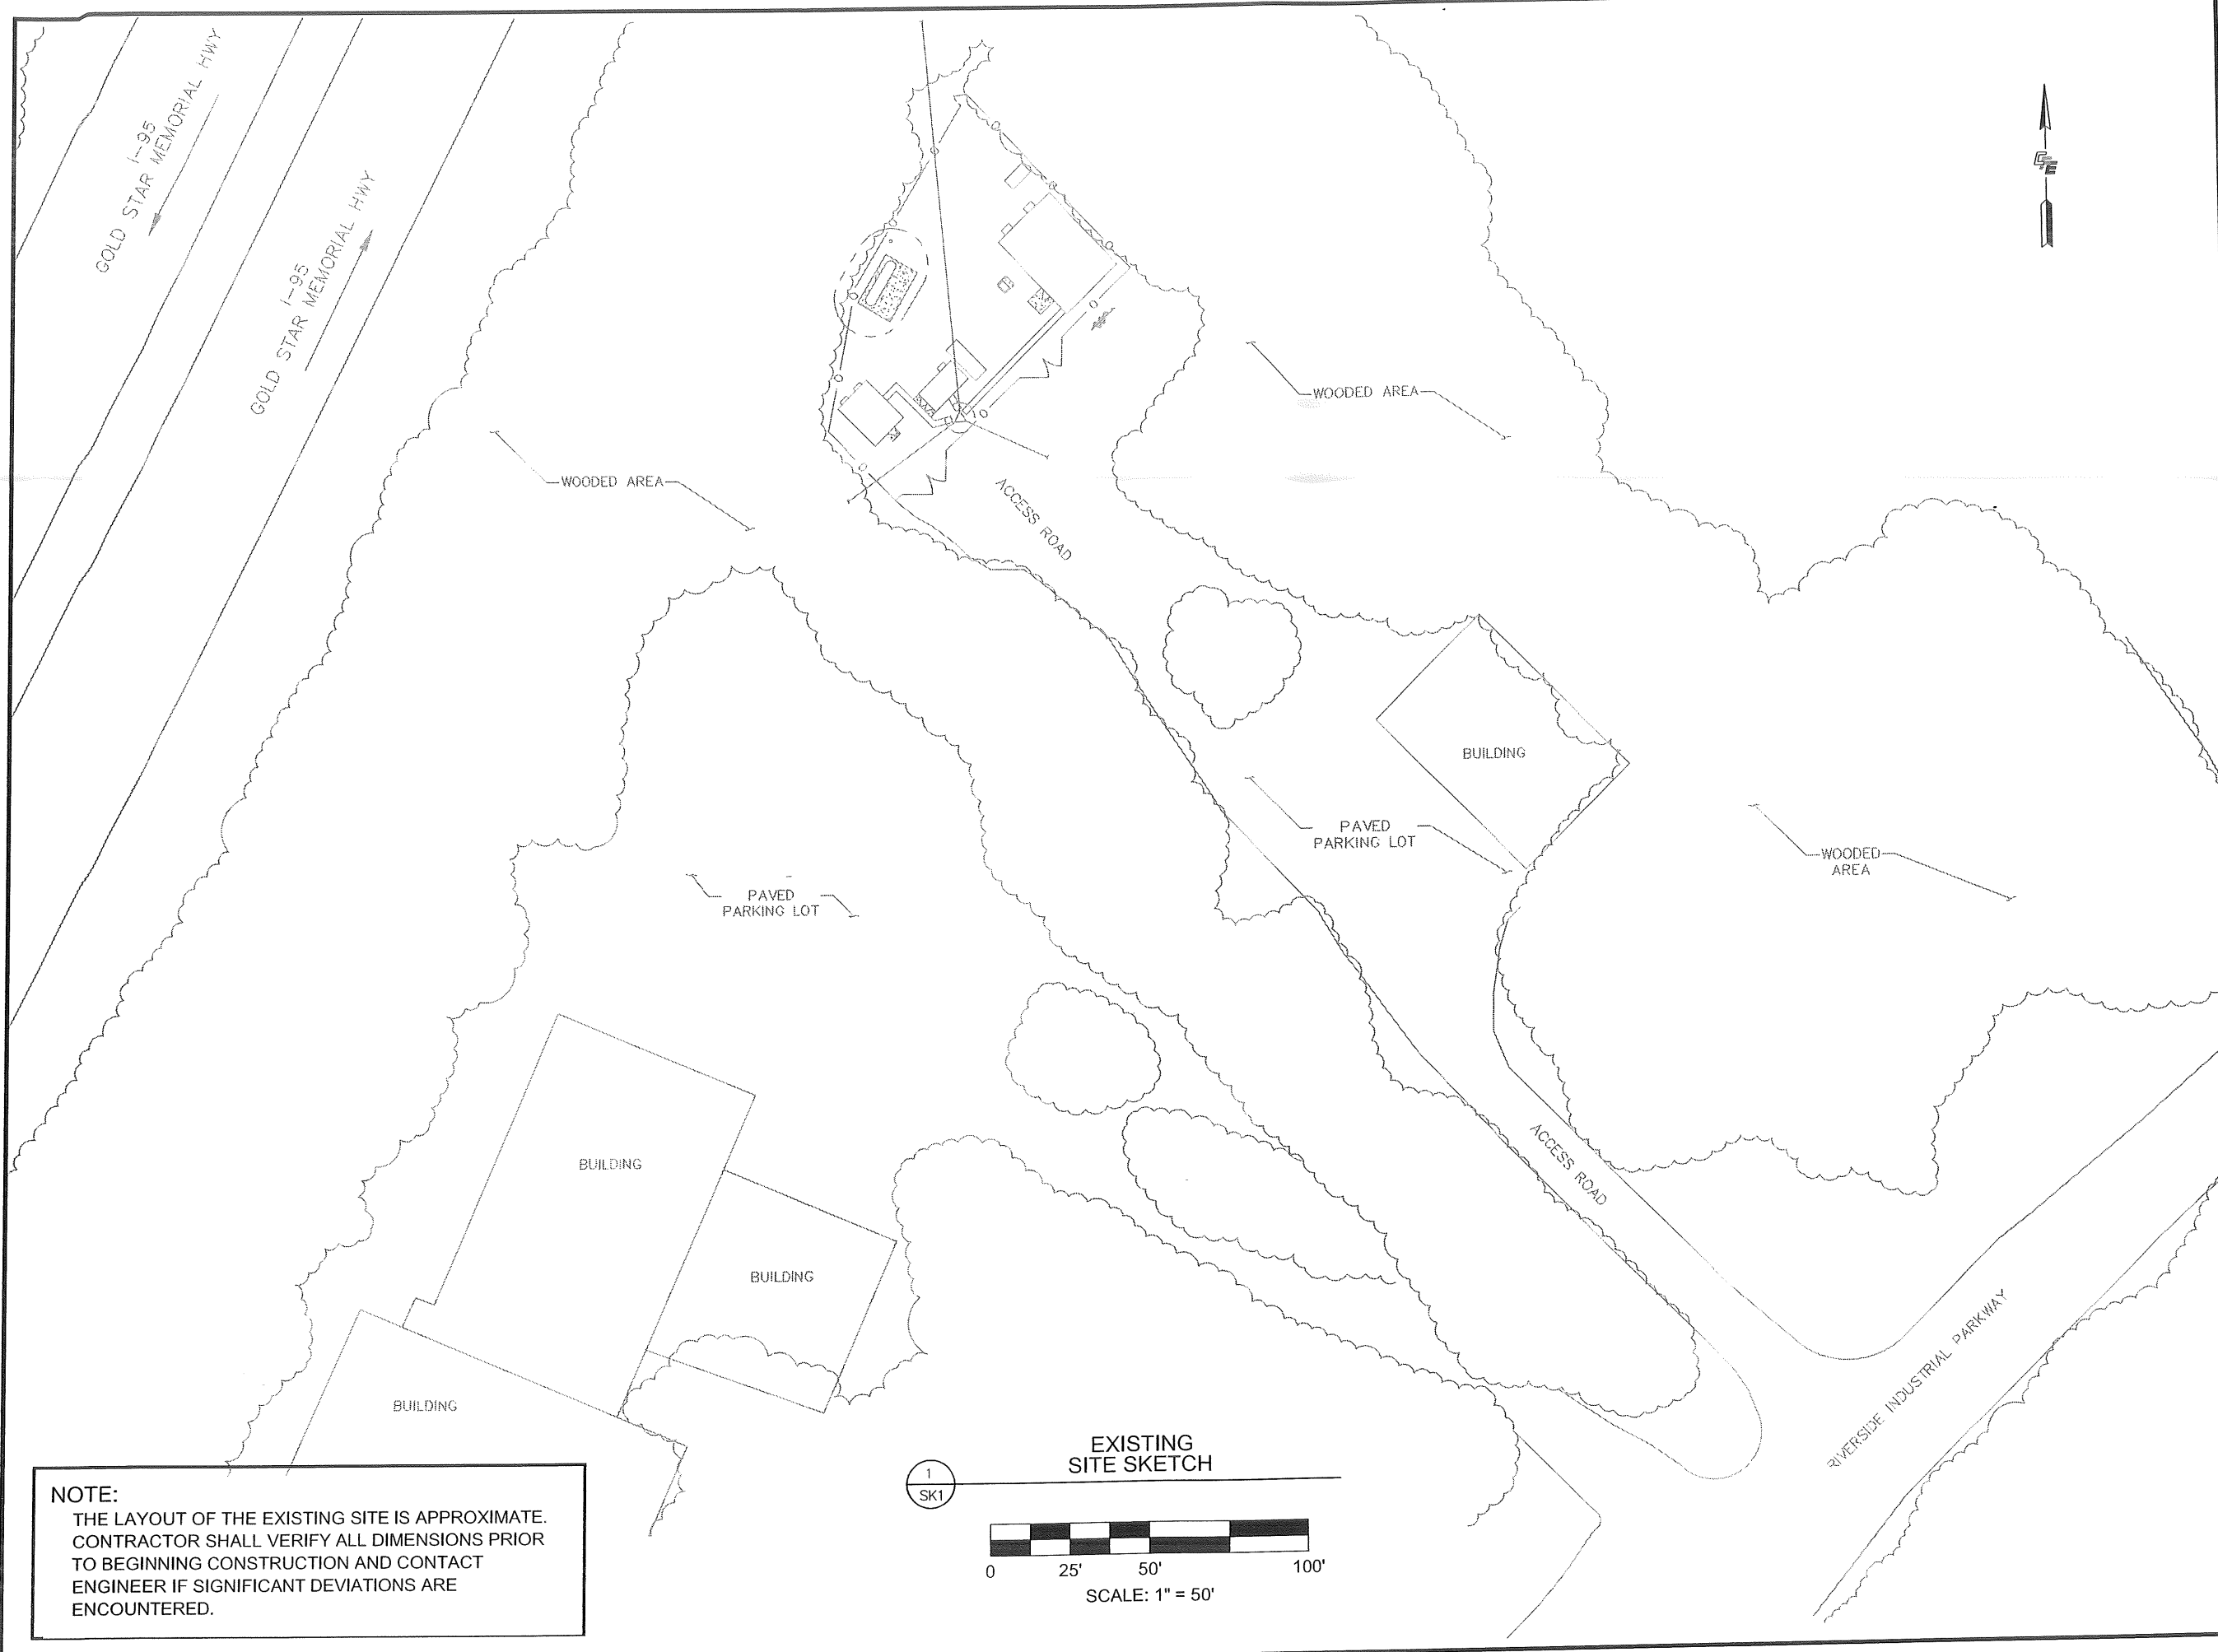 I-95
GOLD STAR MEMORIAL HWY
I-95
GOLD STAR MEMORIAL HWY
CFE
WOODED AREA
WOODED AREA
ACCESS ROAD
BUILDING
PAVED
PARKING LOT
WOODED
AREA
PAVED
PARKING LOT
ACCESS ROAD
BUILDING
BUILDING
BUILDING
RIVERSIDE INDUSTRIAL PARKWAY
EXISTING
SITE SKETCH
1
SK1
0 25' 50' 100'
SCALE: 1" = 50'
NOTE:
THE LAYOUT OF THE EXISTING SITE IS APPROXIMATE.
CONTRACTOR SHALL VERIFY ALL DIMENSIONS PRIOR
TO BEGINNING CONSTRUCTION AND CONTACT
ENGINEER IF SIGNIFICANT DEVIATIONS ARE
ENCOUNTERED.